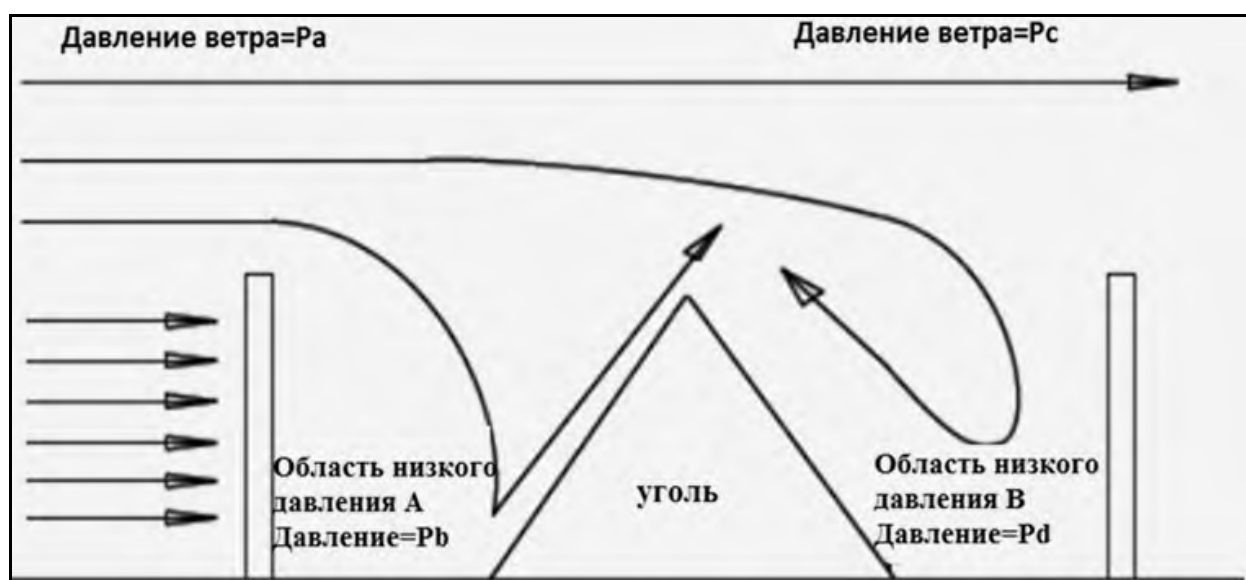 Давление ветра=Pa
Давление ветра=Pc
Область низкого
давления А
Давление=Pb
уголь
Область низкого
давления В
Давление=Pd